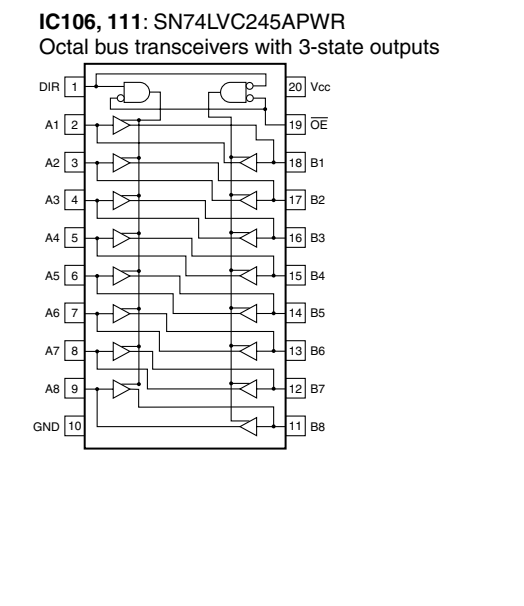 IC106, 111: SN74LVC245APWR
Octal bus transceivers with 3-state outputs
DIR 1 20 Vcc
A1 2 19 OE
A2 3 18 B1
A3 4 17 B2
A4 5 16 B3
A5 6 15 B4
A6 7 14 B5
A7 8 13 B6
A8 9 12 B7
GND 10 11 B8